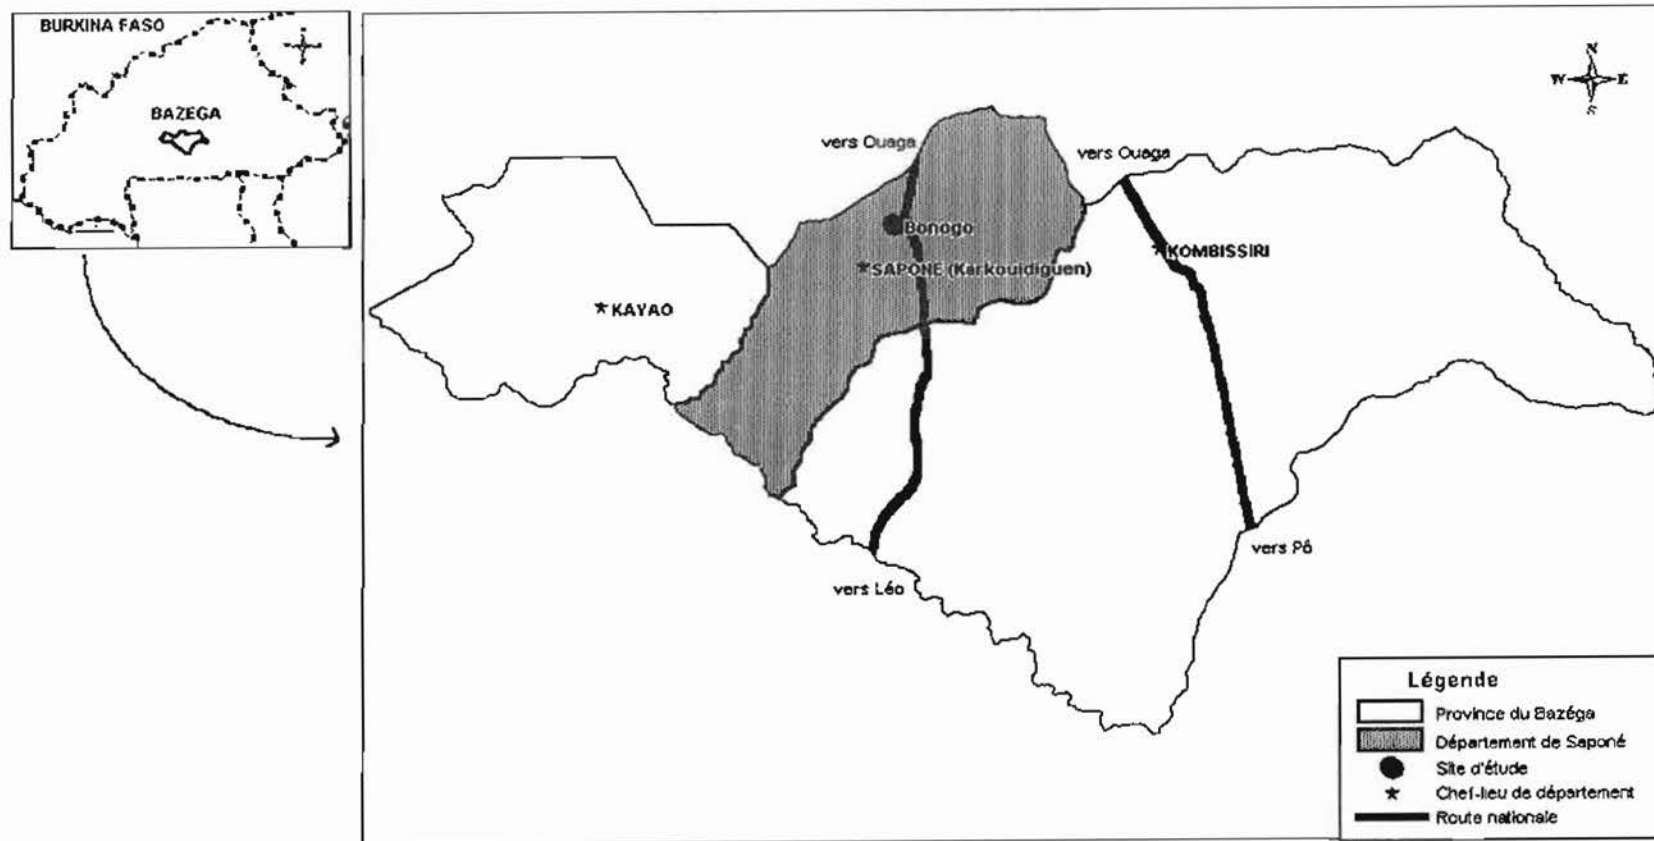 BURKINA FASO
BAZEGA
N
W E
S
vers Ouaga
vers Ouaga
Bonogo
KOMBISSIRI
SAPONE (Karkouidiguen)
KAYAO
vers Pô
vers Léo
Légende
Province du Bazéga
Département de Saponé
Site d'étude
Chef-lieu de département
Route nationale